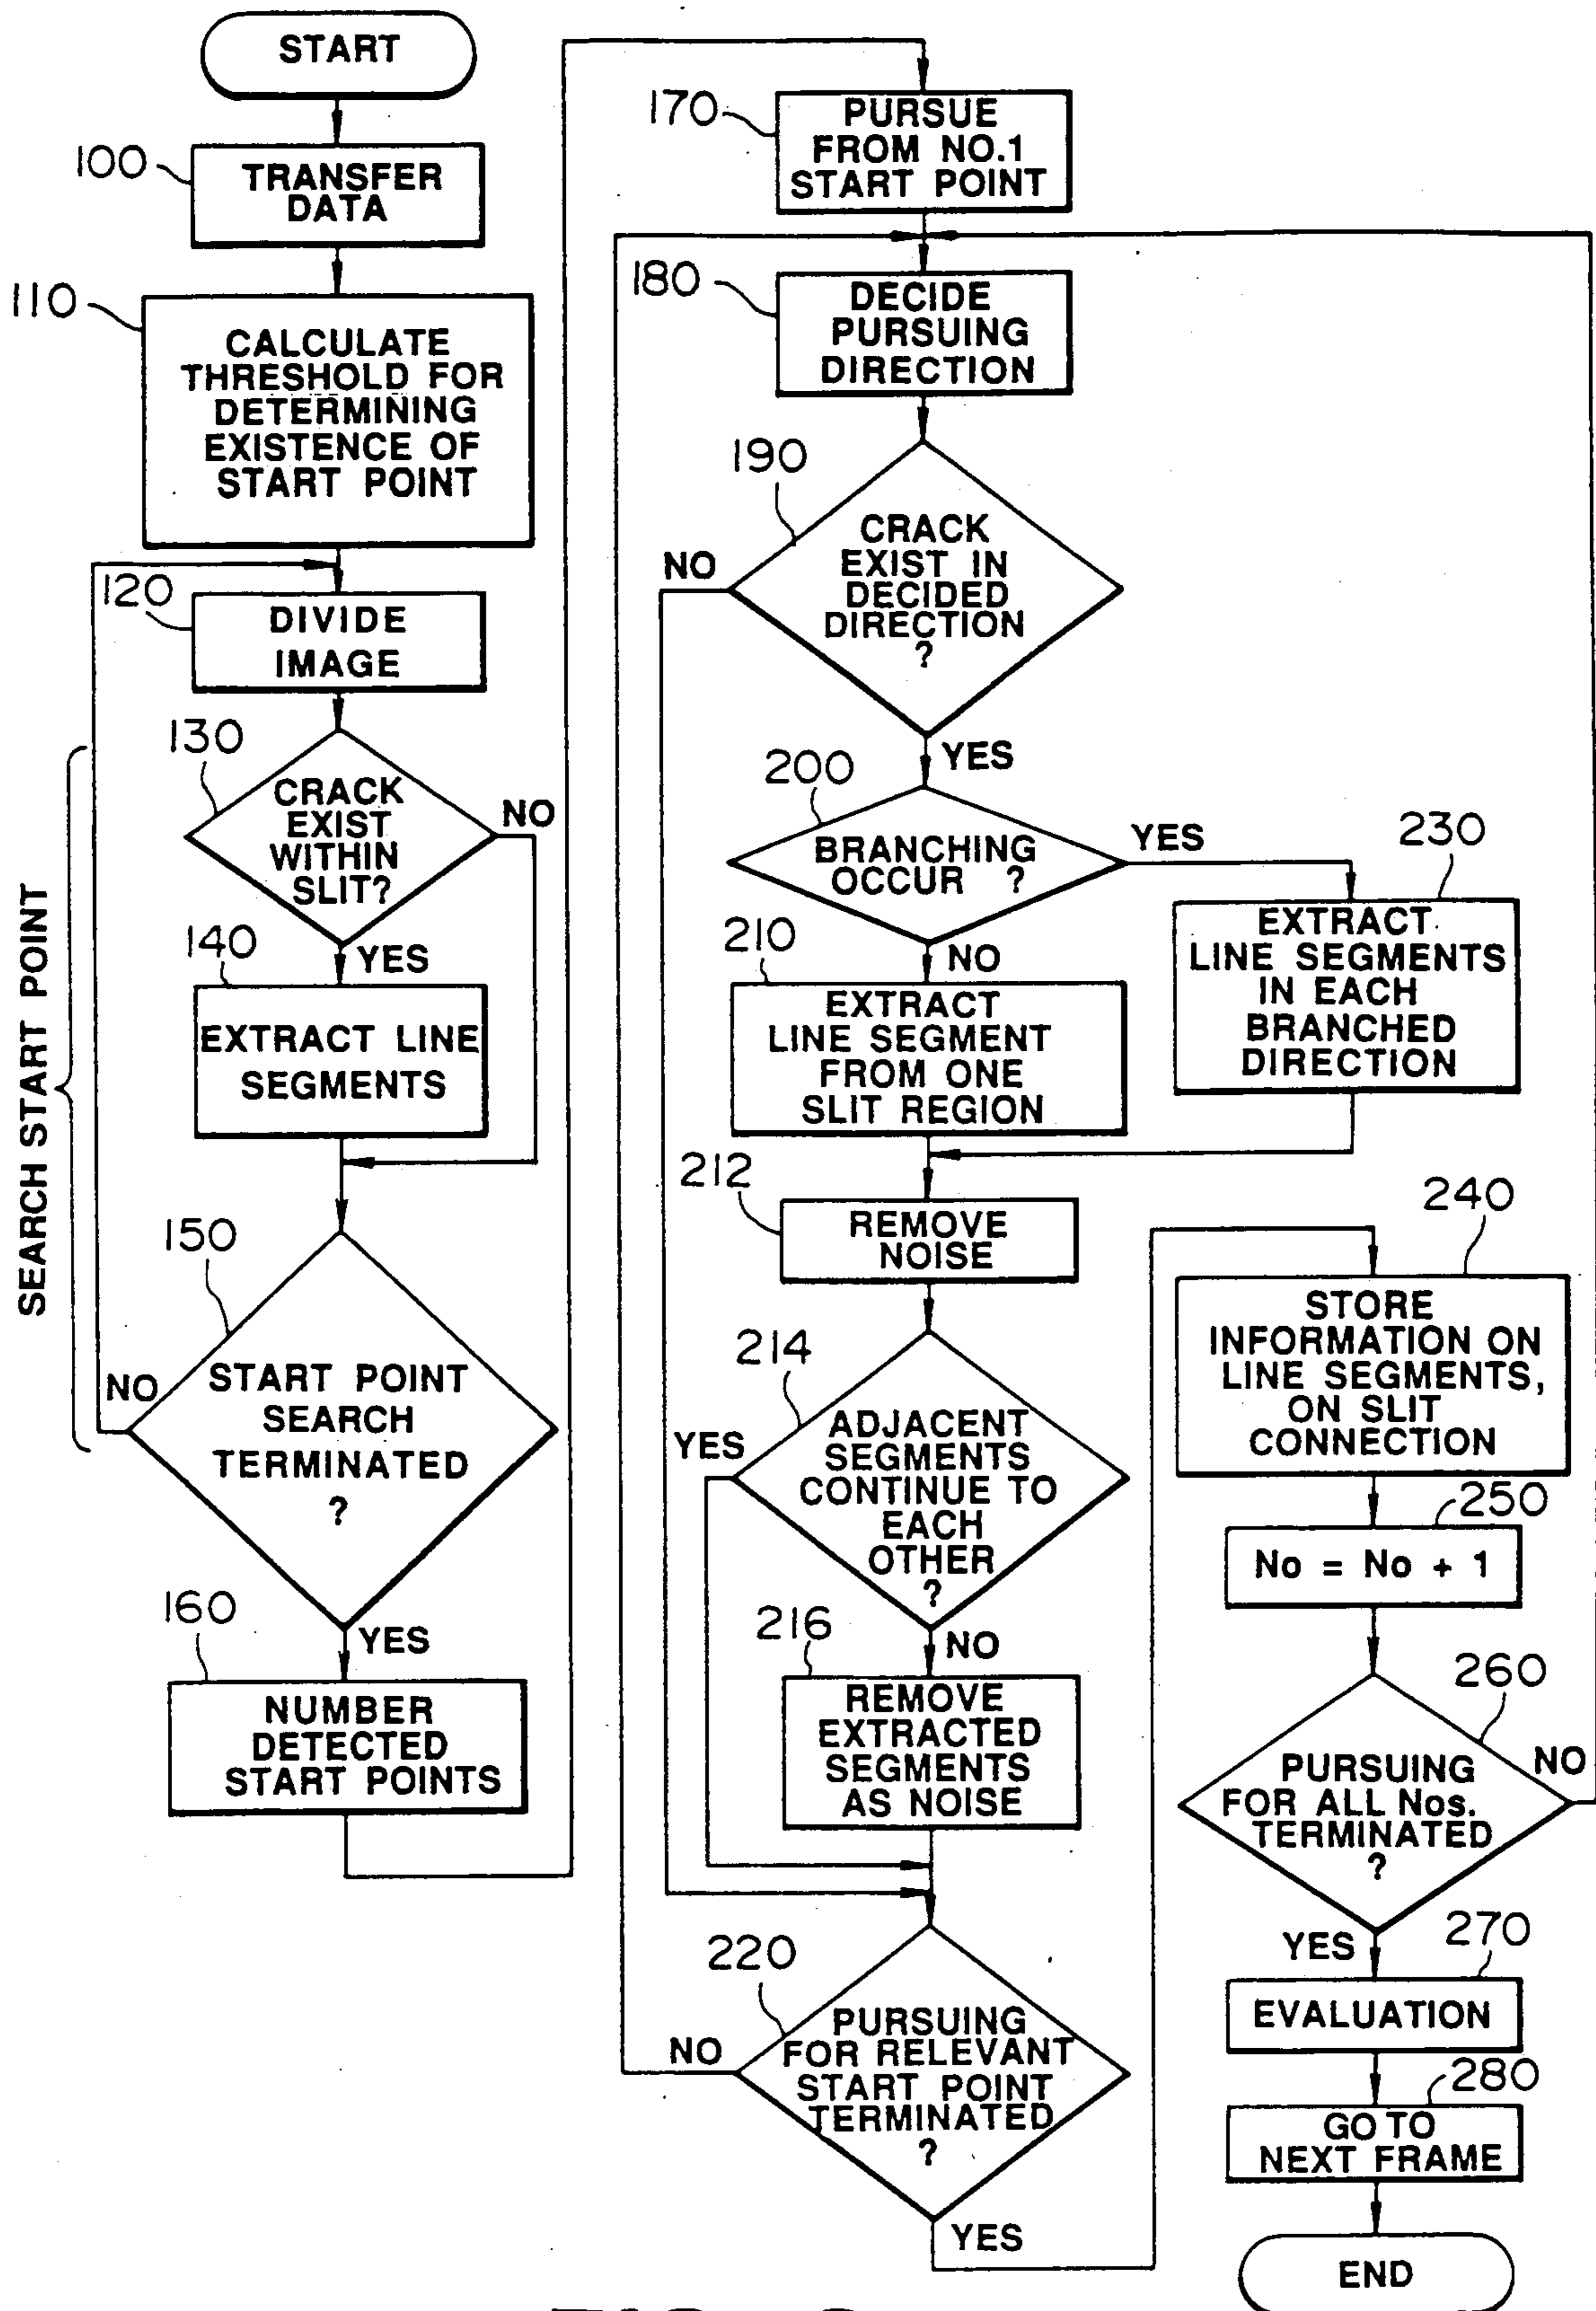 START
100
TRANSFER
DATA
110
CALCULATE
THRESHOLD FOR
DETERMINING
EXISTENCE OF
START POINT
120
DIVIDE
IMAGE
130
CRACK
EXIST
WITHIN
SLIT?
NO
YES
140
EXTRACT LINE
SEGMENTS
SEARCH START POINT
150
START POINT
SEARCH
TERMINATED
?
NO
YES
160
NUMBER
DETECTED
START POINTS
170
PURSUE
FROM NO.1
START POINT
180
DECIDE
PURSUING
DIRECTION
190
CRACK
EXIST IN
DECIDED
DIRECTION
?
NO
YES
200
BRANCHING
OCCUR ?
YES
NO
210
EXTRACT
LINE SEGMENT
FROM ONE
SLIT REGION
230
EXTRACT
LINE SEGMENTS
IN EACH
BRANCHED
DIRECTION
212
REMOVE
NOISE
214
ADJACENT
SEGMENTS
CONTINUE TO
EACH
OTHER
?
YES
NO
216
REMOVE
EXTRACTED
SEGMENTS
AS NOISE
220
PURSUING
FOR RELEVANT
START POINT
TERMINATED
?
NO
YES
240
STORE
INFORMATION ON
LINE SEGMENTS,
ON SLIT
CONNECTION
250
No = No + 1
260
PURSUING
FOR ALL Nos.
TERMINATED
?
NO
YES
270
EVALUATION
280
GO TO
NEXT FRAME
END